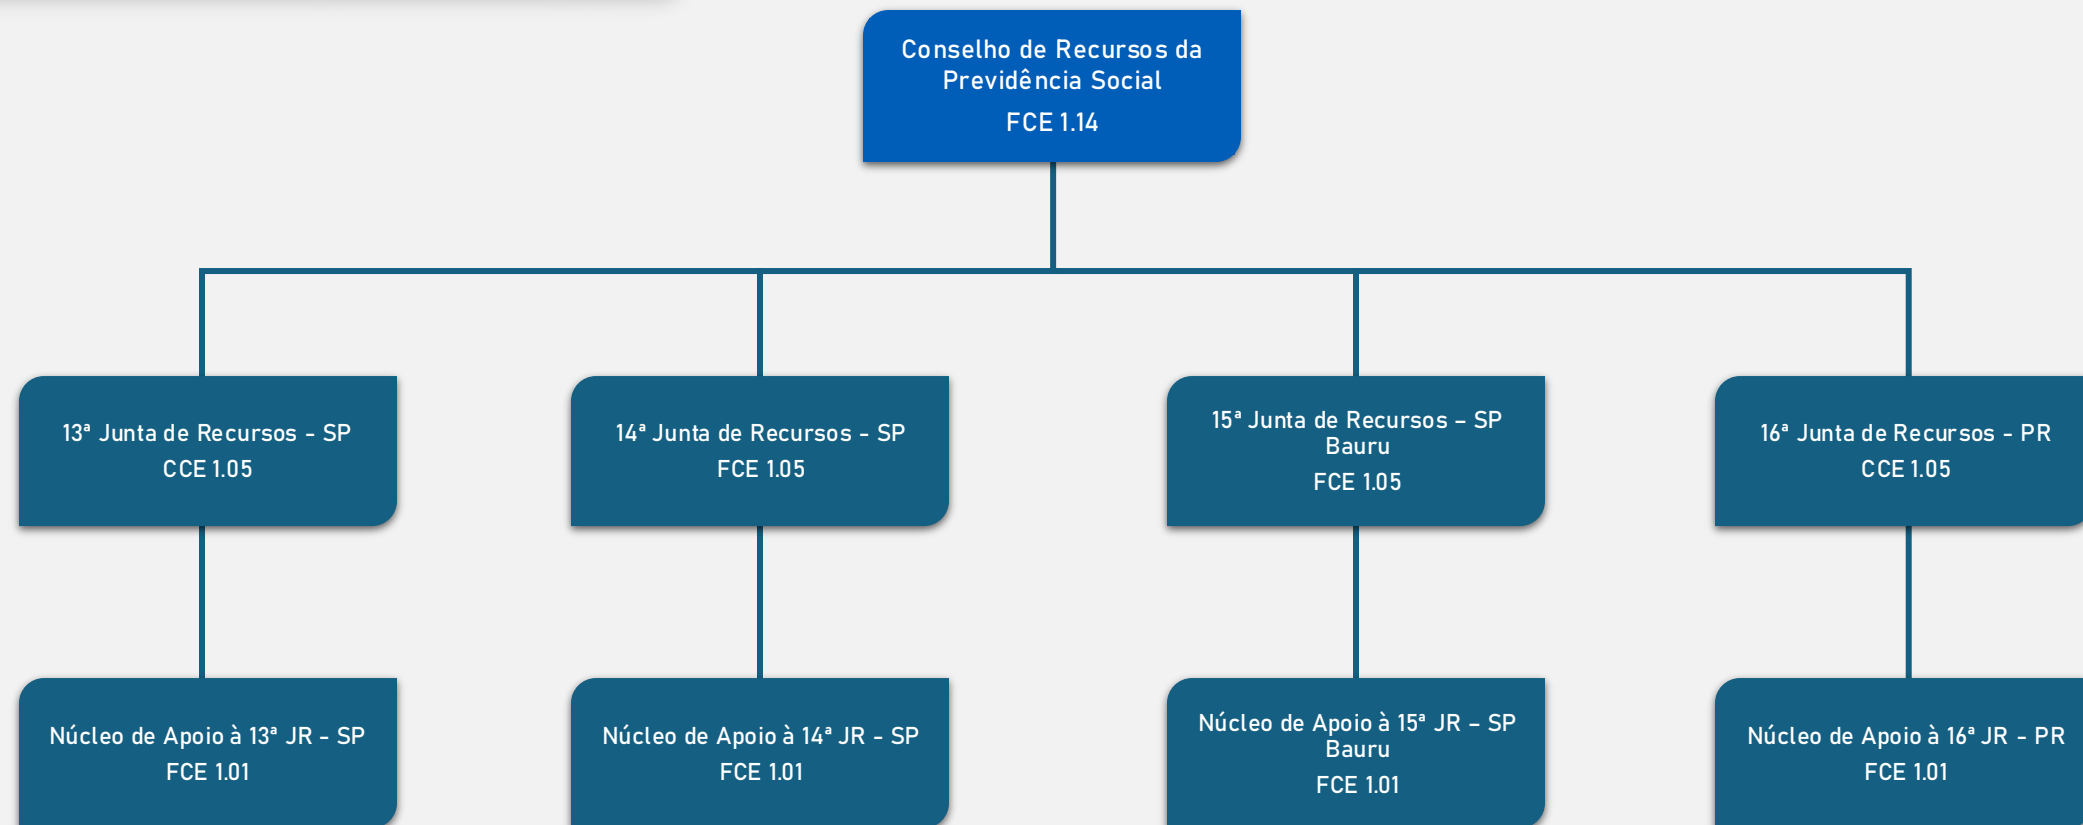 Conselho de Recursos da
Previdência Social
FCE 1.14
13ª Junta de Recursos - SP
CCE 1.05
14ª Junta de Recursos - SP
FCE 1.05
15ª Junta de Recursos – SP
Bauru
FCE 1.05
16ª Junta de Recursos - PR
CCE 1.05
Núcleo de Apoio à 13ª JR - SP
FCE 1.01
Núcleo de Apoio à 14ª JR - SP
FCE 1.01
Núcleo de Apoio à 15ª JR – SP
Bauru
FCE 1.01
Núcleo de Apoio à 16ª JR - PR
FCE 1.01